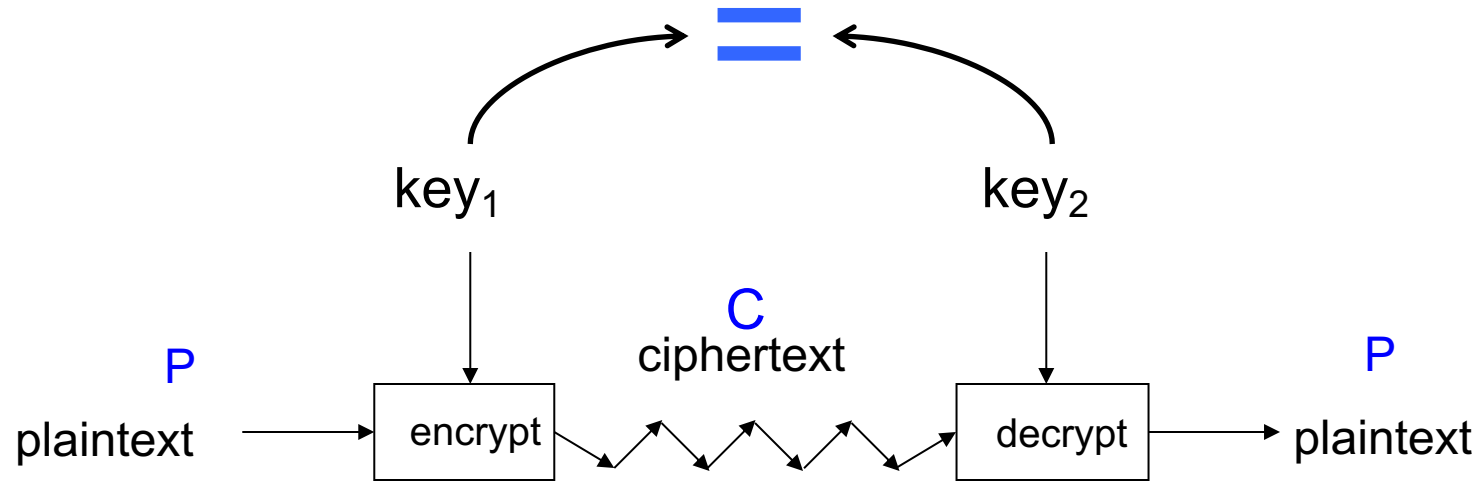 =
key₁ key₂
C
P ciphertext P
plaintext encrypt decrypt plaintext